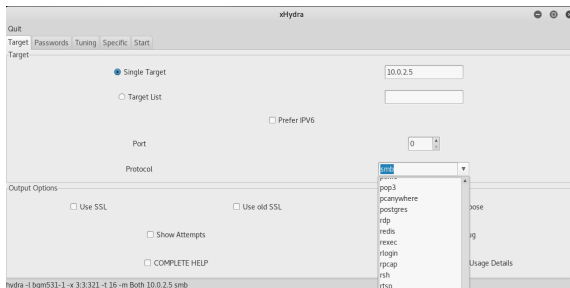 xHydra
Quit
Target Passwords Tuning Specific Start
Target
Single Target 10.0.2.5
Target List
Prefer IPV6
Port 0
Protocol smb
pop3
pcanywhere
postgres
rdp
redis
rexec
rlogin
rpcap
rsh
rtsp
Output Options
Use SSL Use old SSL
Show Attempts
COMPLETE HELP Usage Details
hydra -l bgm531-1 -x 3:3:321 -t 16 -m Both 10.0.2.5 smb